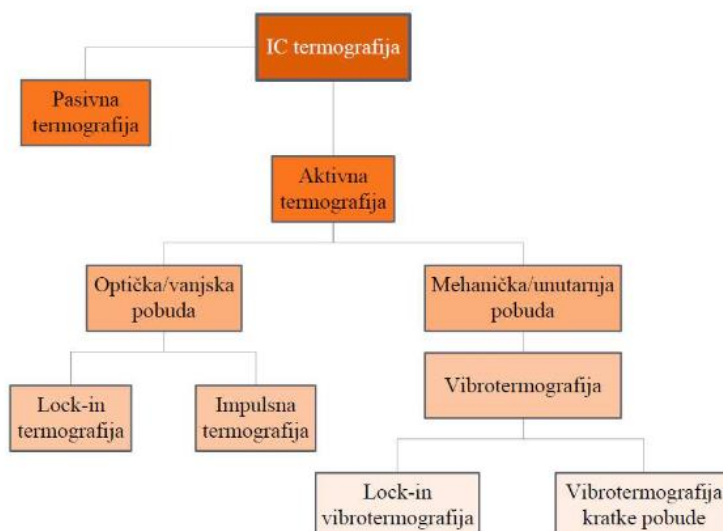 IC termografija
Pasivna
termografija
Aktivna
termografija
Optička/vanjska
pobuda
Mehanička/unutarnja
pobuda
Lock-in
termografija
Impulsna
termografija
Vibrotermografija
Lock-in
vibrotermografija
Vibrotermografija
kratke pobude